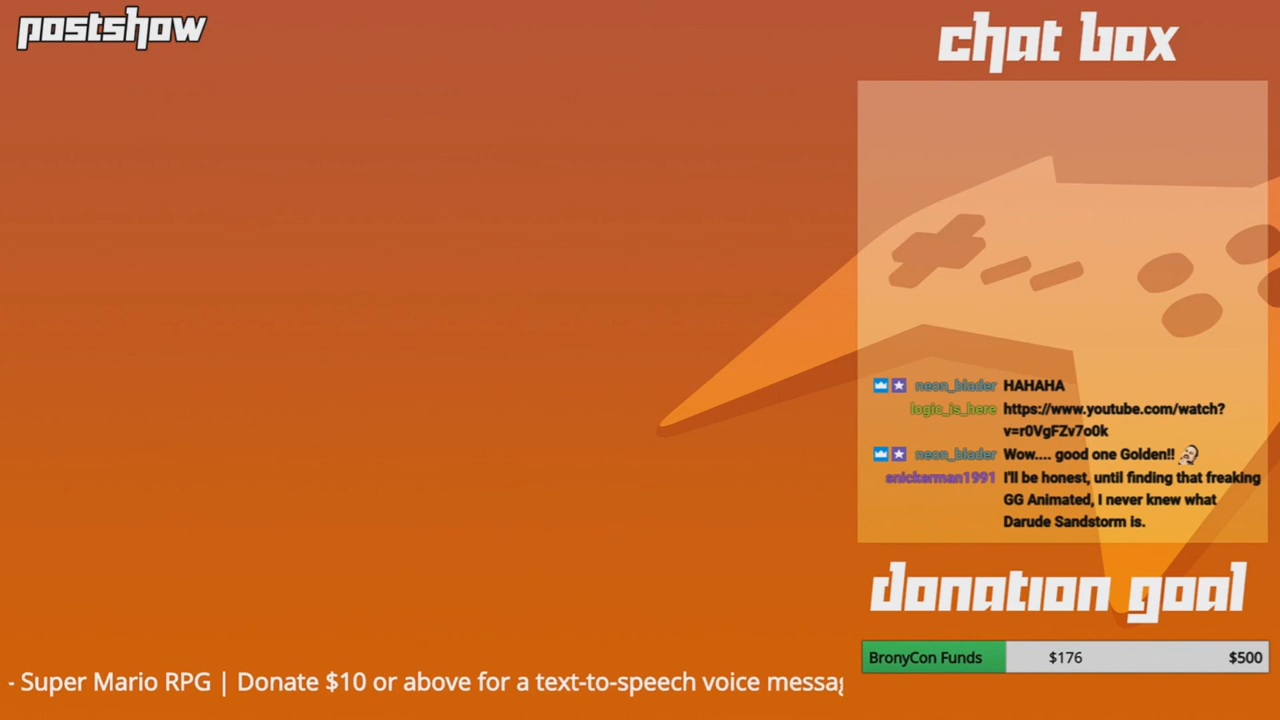 postshow
chat box
neon_blader HAHAHA
logic_is_here https://www.youtube.com/watch?
v=r0VgFZv7o0k
neon_blader Wow.... good one Golden!!
snickerman1991 I'll be honest, until finding that freaking
GG Animated, I never knew what
Darude Sandstorm is.
donation goal
BronyCon Funds $176 $500
- Super Mario RPG | Donate $10 or above for a text-to-speech voice messag